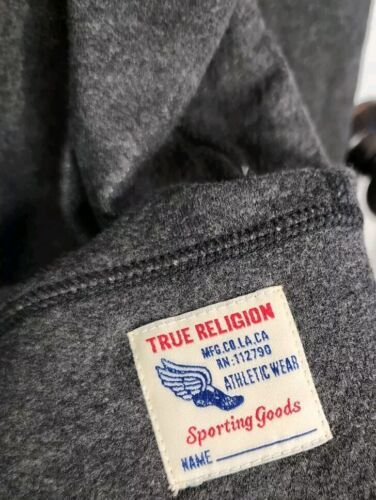 TRUE RELIGION
MFG.CO.LA.CA
RN:112790
ATHLETIC WEAR
Sporting Goods
NAME